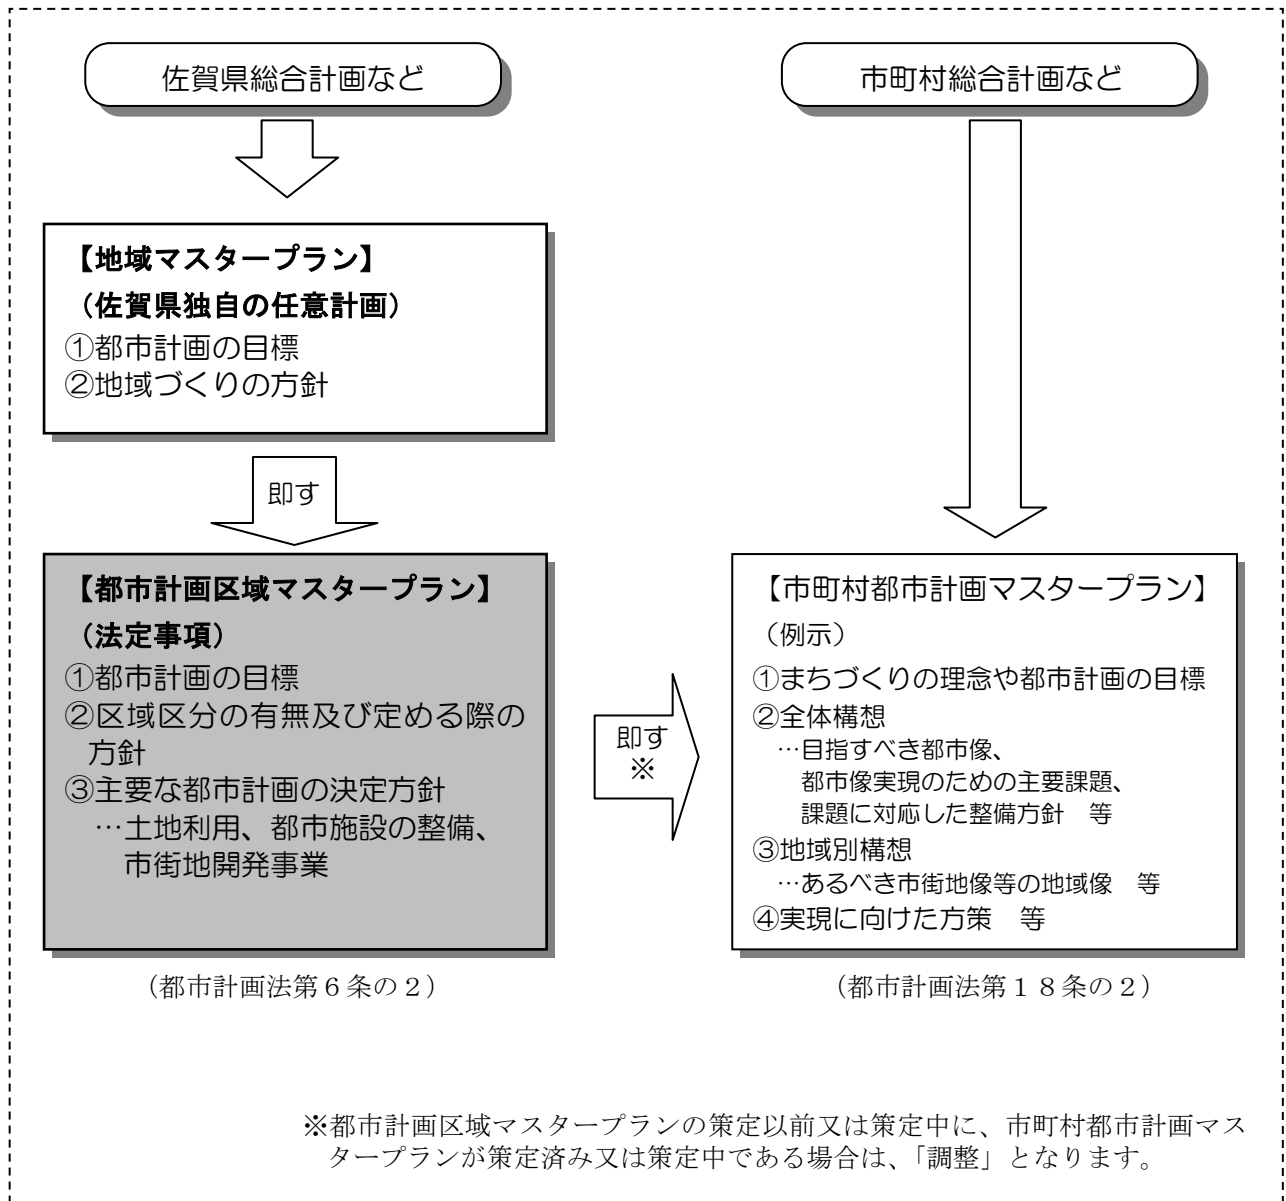 佐賀県総合計画など
市町村総合計画など
【地域マスタープラン】
（佐賀県独自の任意計画）
①都市計画の目標
②地域づくりの方針
即す
【都市計画区域マスタープラン】
（法定事項）
①都市計画の目標
②区域区分の有無及び定める際の
方針
③主要な都市計画の決定方針
…土地利用、都市施設の整備、
市街地開発事業
（都市計画法第６条の２）
即す
※
【市町村都市計画マスタープラン】
（例示）
①まちづくりの理念や都市計画の目標
②全体構想
…目指すべき都市像、
都市像実現のための主要課題、
課題に対応した整備方針　等
③地域別構想
…あるべき市街地像等の地域像　等
④実現に向けた方策　等
（都市計画法第１８条の２）
※都市計画区域マスタープランの策定以前又は策定中に、市町村都市計画マス
タープランが策定済み又は策定中である場合は、「調整」となります。